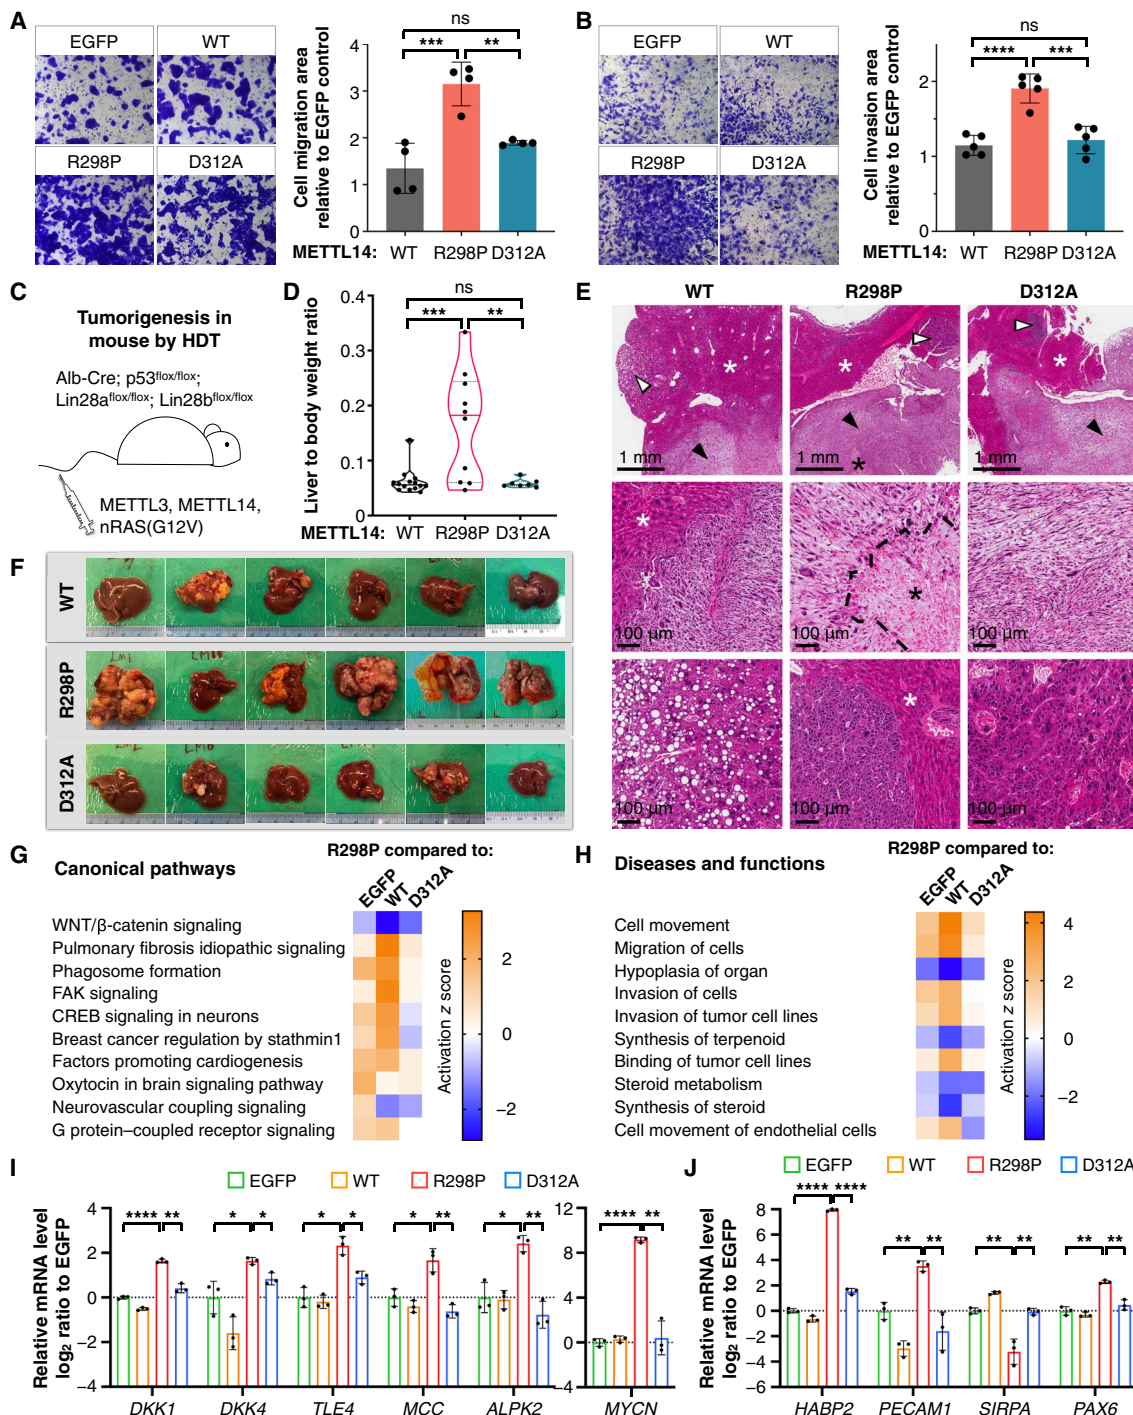 A
EGFP
WT
R298P
D312A
Cell migration area
relative to EGFP control
4
3
2
1
0
ns
***
**
METTL14:
WT
R298P
D312A
B
EGFP
WT
R298P
D312A
Cell invasion area
relative to EGFP control
2
1
0
ns
****
***
METTL14:
WT
R298P
D312A
C
Tumorigenesis in
mouse by HDT
Alb-Cre; p53flox/flox;
Lin28aflox/flox; Lin28bflox/flox
METTL3, METTL14,
nRAS(G12V)
D
Liver to body weight ratio
0.4
0.3
0.2
0.1
0
ns
***
**
METTL14:
WT
R298P
D312A
E
WT
R298P
D312A
*
*
*
*
1 mm
1 mm
1 mm
*
*
100 µm
100 µm
100 µm
*
100 µm
100 µm
100 µm
F
WT
R298P
D312A
G
Canonical pathways
R298P compared to:
EGFP
WT
D312A
WNT/β-catenin signaling
Pulmonary fibrosis idiopathic signaling
Phagosome formation
FAK signaling
CREB signaling in neurons
Breast cancer regulation by stathmin1
Factors promoting cardiogenesis
Oxytocin in brain signaling pathway
Neurovascular coupling signaling
G protein–coupled receptor signaling
2
0
−2
Activation z score
H
Diseases and functions
R298P compared to:
EGFP
WT
D312A
Cell movement
Migration of cells
Hypoplasia of organ
Invasion of cells
Invasion of tumor cell lines
Synthesis of terpenoid
Binding of tumor cell lines
Steroid metabolism
Synthesis of steroid
Cell movement of endothelial cells
4
2
0
−2
Activation z score
I
EGFP
WT
R298P
D312A
Relative mRNA level
log2 ratio to EGFP
4
2
0
−2
−4
**** **
* *
* *
* **
* **
DKK1
DKK4
TLE4
MCC
ALPK2
12
8
4
0
−4
**** **
MYCN
J
EGFP
WT
R298P
D312A
Relative mRNA level
log2 ratio to EGFP
8
6
4
2
0
−2
−4
−6
**** ****
** **
** **
** **
HABP2
PECAM1
SIRPA
PAX6